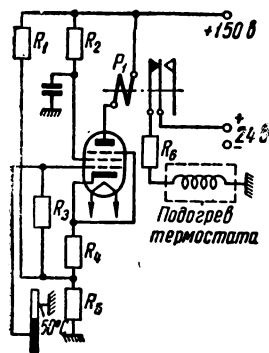 R₁
R₂
P₁
+150 в
+
−24 в
R₆
Подогрев
термостата
R₃
R₄
R₅
50°